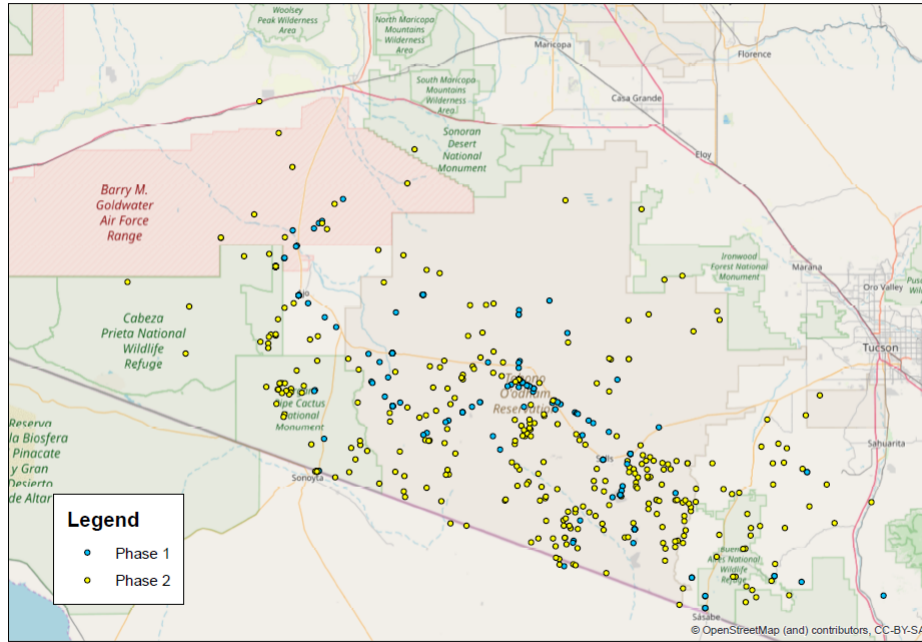 Woolsey
Peak Wilderness
Area
North Maricopa
Mountains
Wilderness
Area
Maricopa
Florence
South Maricopa
Mountains
Wilderness
Area
Casa Grande
Sonoran
Desert
National
Monument
Eloy
Barry M.
Goldwater
Air Force
Range
Ironwood
Forest National
Monument
Marana
Oro Valley
Cabeza
Prieta National
Wildlife
Refuge
Tucson
Tohono
O'odham
Reservation
Pipe Cactus
National
Monument
Reserva
la Biosfera
Pinacate
y Gran
Desierto
de Altar
Sahuarita
Sells
Sonoyta
Legend
Phase 1
Phase 2
Buenos
Aires National
Wildlife
Refuge
Sásabe
© OpenStreetMap (and) contributors, CC-BY-SA